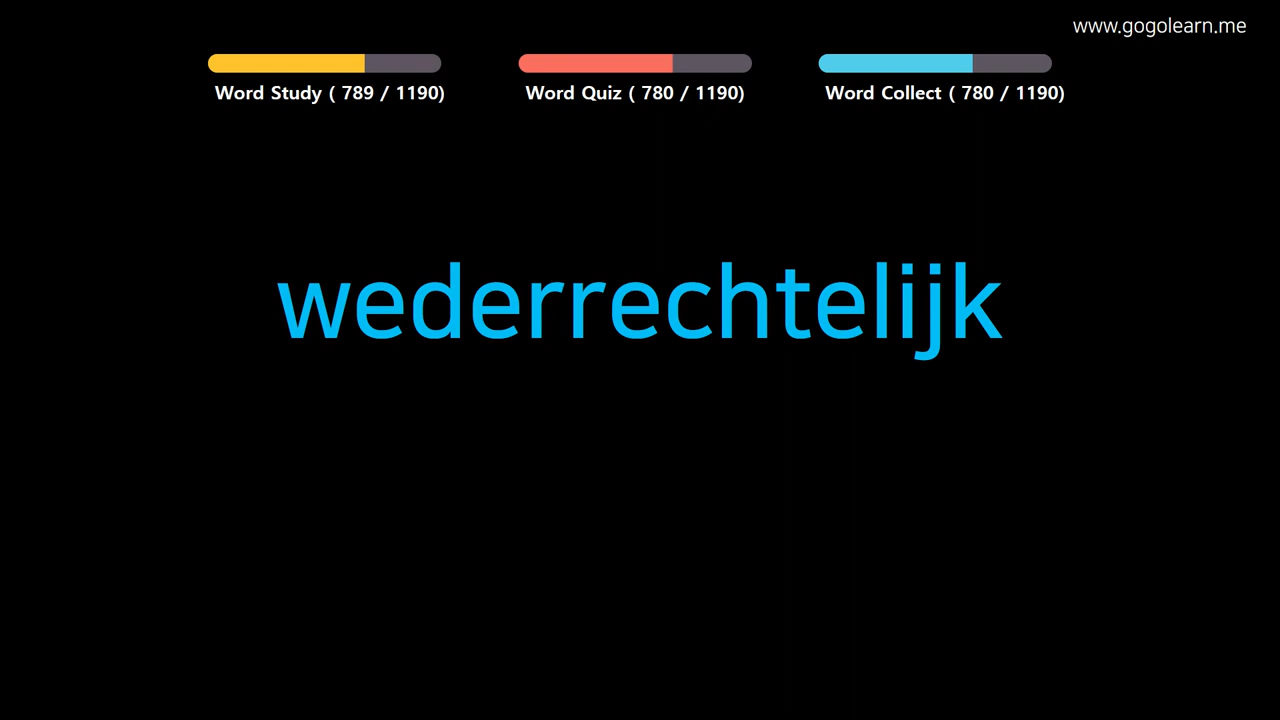 www.gogolearn.me
Word Study ( 789 / 1190)
Word Quiz ( 780 / 1190)
Word Collect ( 780 / 1190)
wederrechtelijk